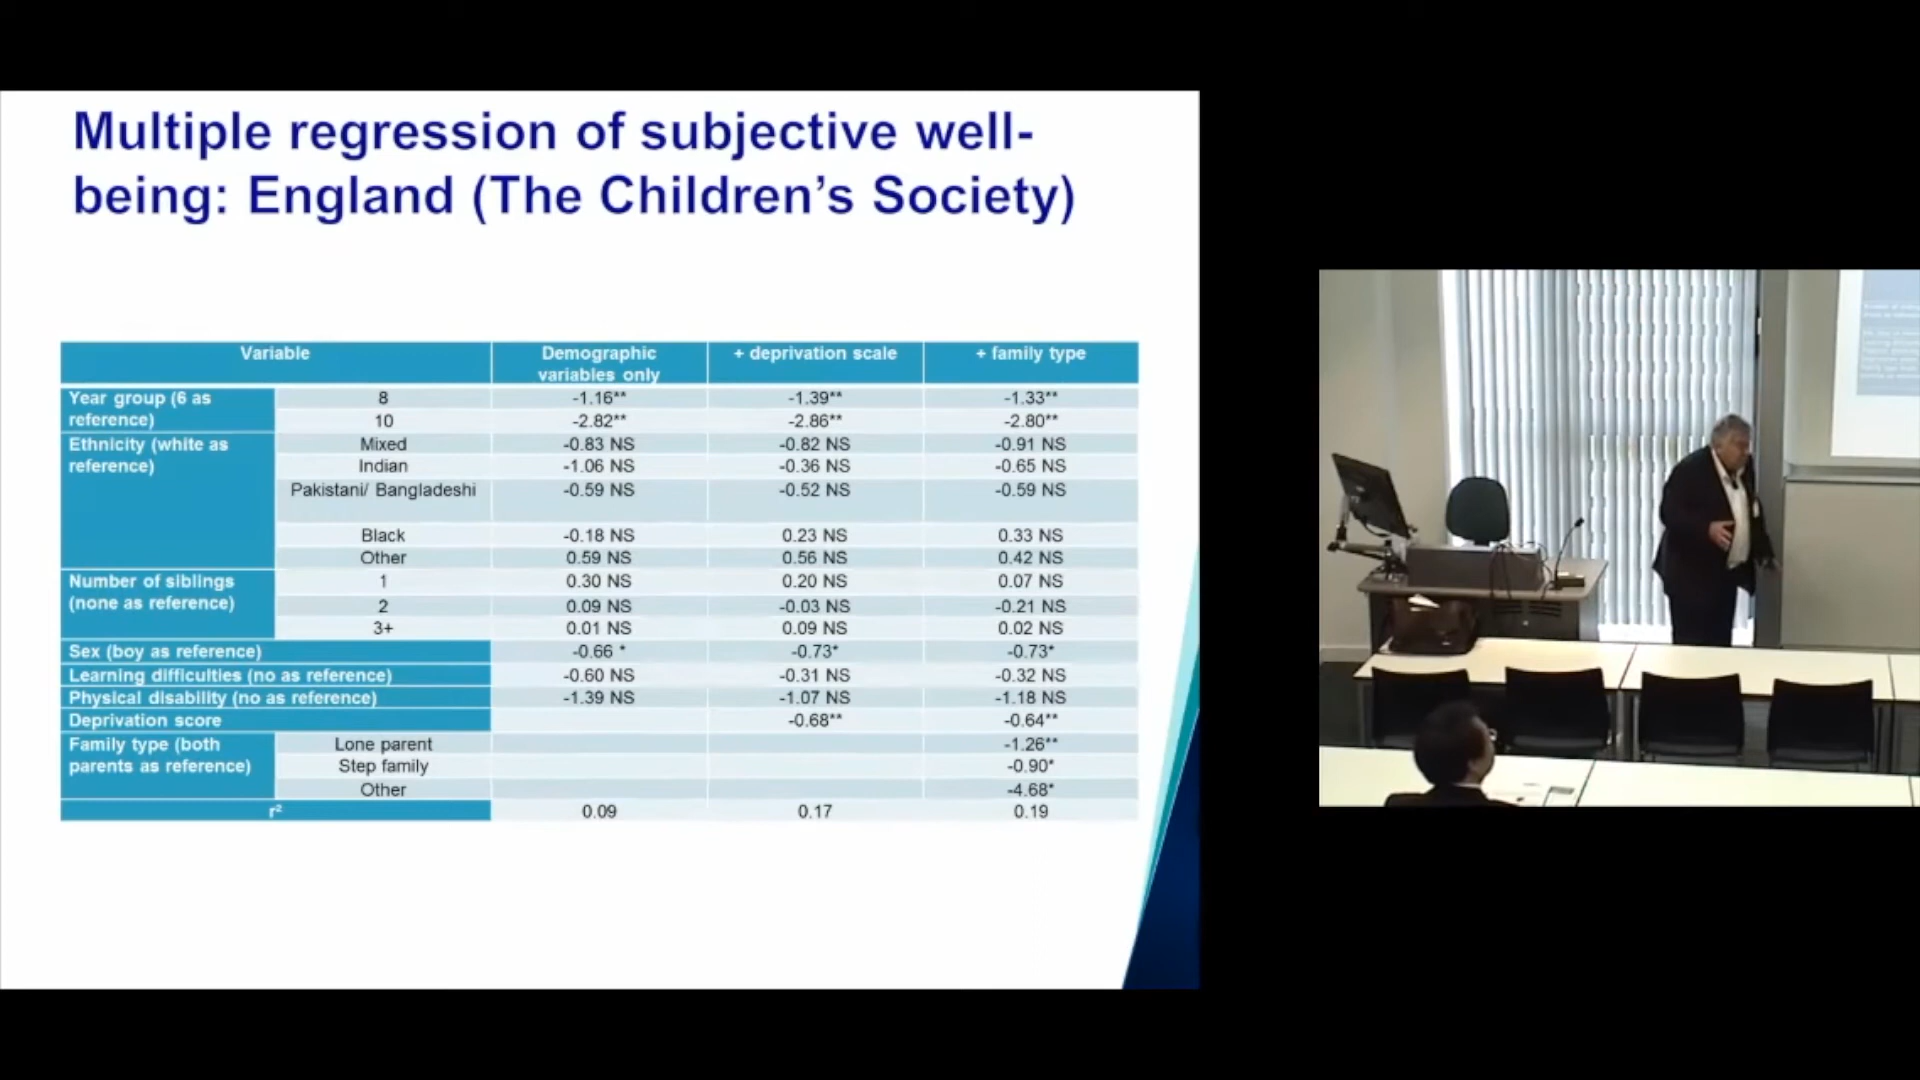 Multiple regression of subjective well-
being: England (The Children’s Society)
Variable Demographic variables only + deprivation scale + family type
Year group (6 as reference) 8 -1.16** -1.39** -1.33**
10 -2.82** -2.86** -2.80**
Ethnicity (white as reference) Mixed -0.83 NS -0.82 NS -0.91 NS
Indian -1.06 NS -0.36 NS -0.65 NS
Pakistani/ Bangladeshi -0.59 NS -0.52 NS -0.59 NS
Black -0.18 NS 0.23 NS 0.33 NS
Other 0.59 NS 0.56 NS 0.42 NS
Number of siblings (none as reference) 1 0.30 NS 0.20 NS 0.07 NS
2 0.09 NS -0.03 NS -0.21 NS
3+ 0.01 NS 0.09 NS 0.02 NS
Sex (boy as reference) -0.66 * -0.73* -0.73*
Learning difficulties (no as reference) -0.60 NS -0.31 NS -0.32 NS
Physical disability (no as reference) -1.39 NS -1.07 NS -1.18 NS
Deprivation score -0.68** -0.64**
Family type (both parents as reference) Lone parent -1.26**
Step family -0.90*
Other -4.68*
r² 0.09 0.17 0.19